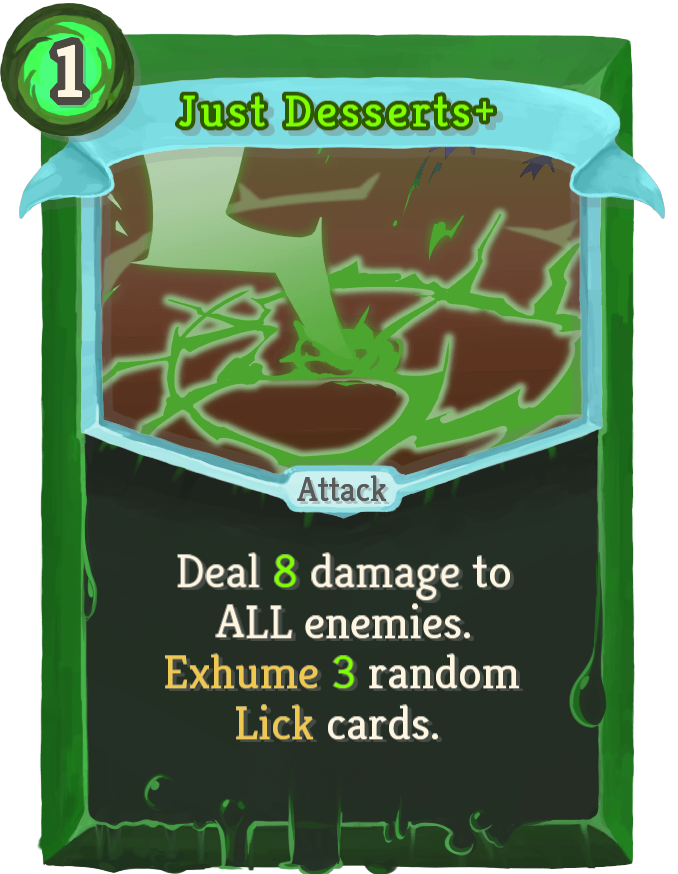 1
Just Desserts+
Attack
Deal 8 damage to
ALL enemies.
Exhume 3 random
Lick cards.